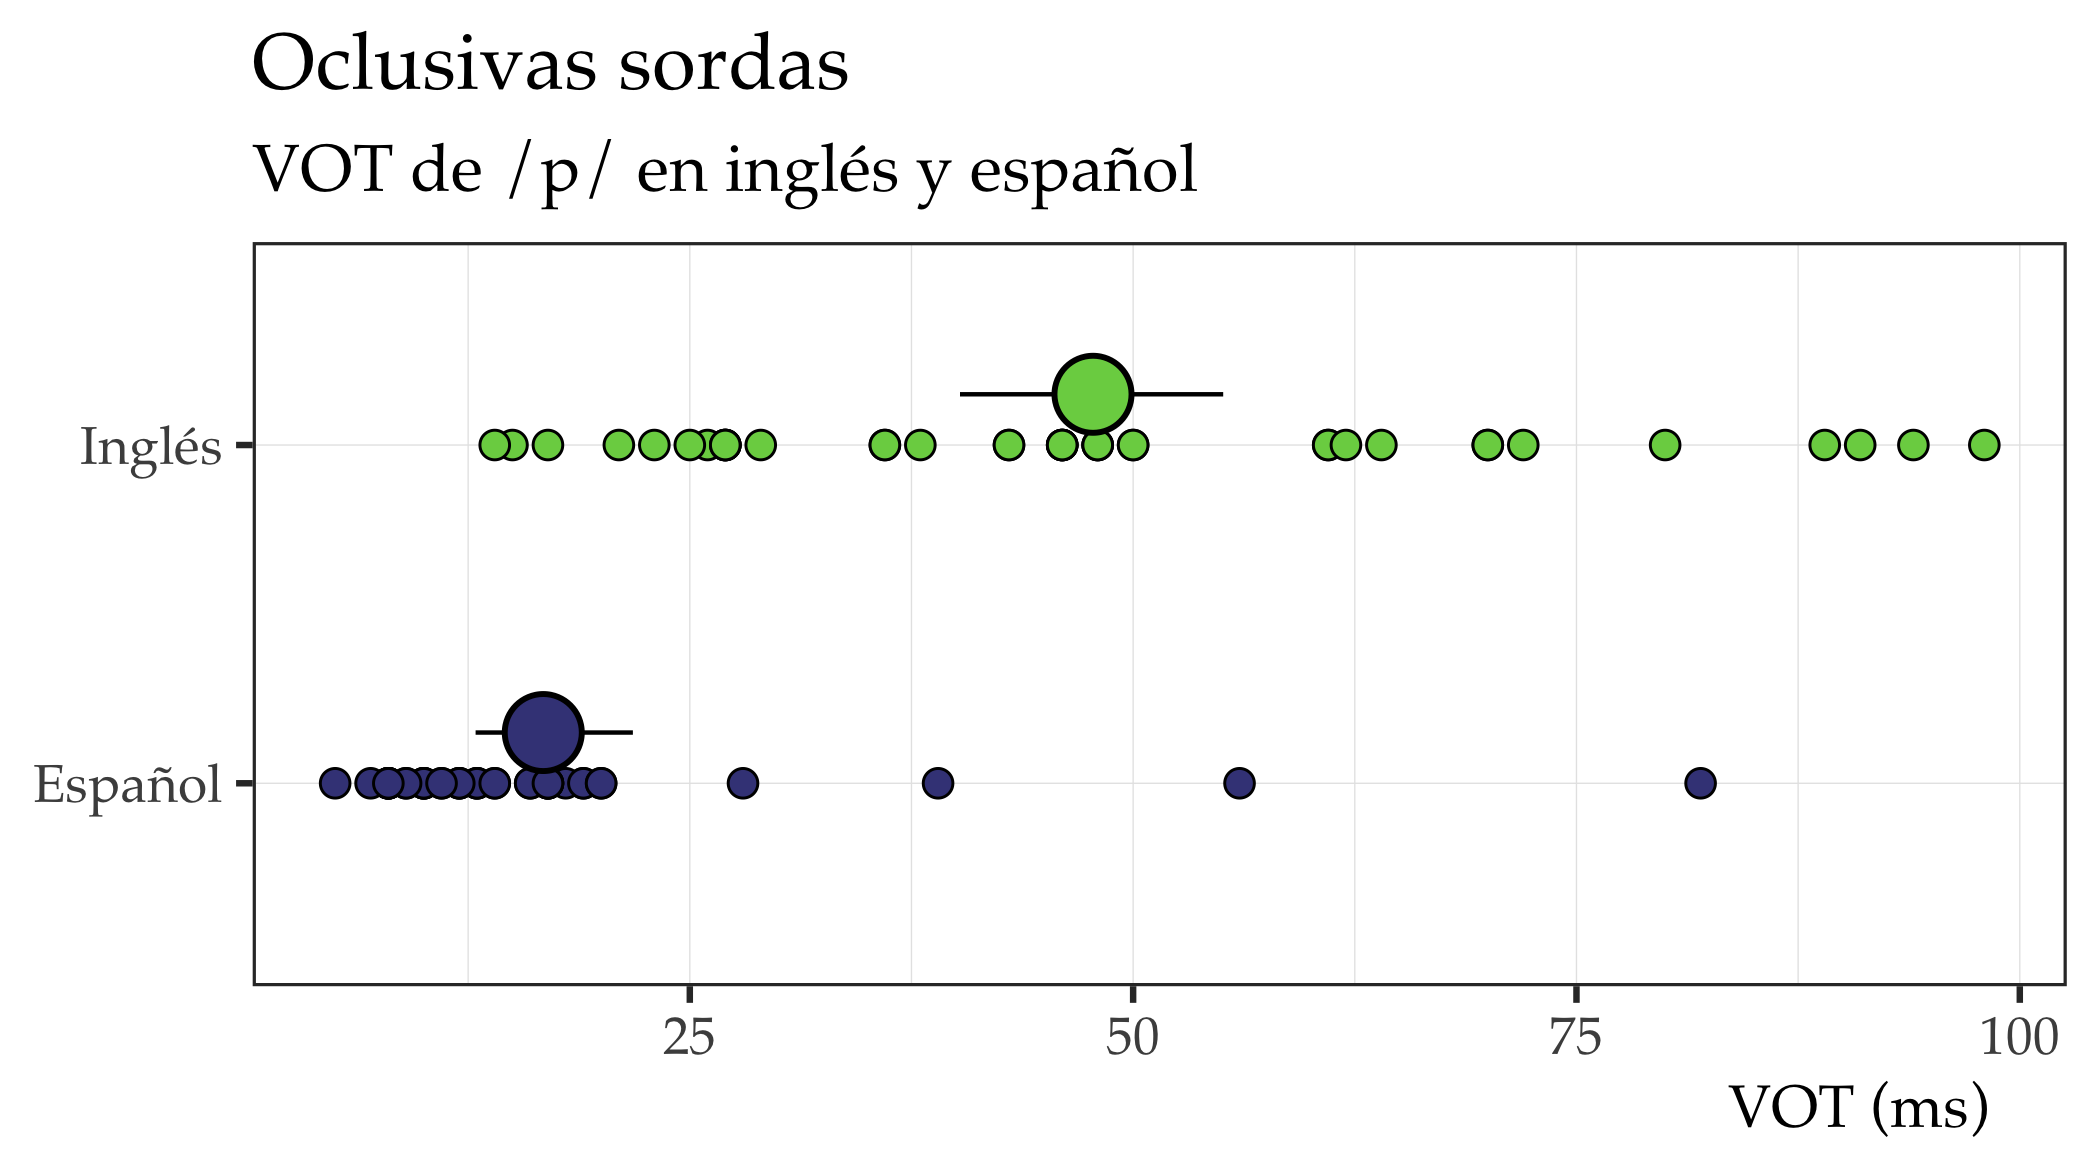 Oclusivas sordas
VOT de /p/ en inglés y español
Inglés
Español
25 50 75 100
VOT (ms)